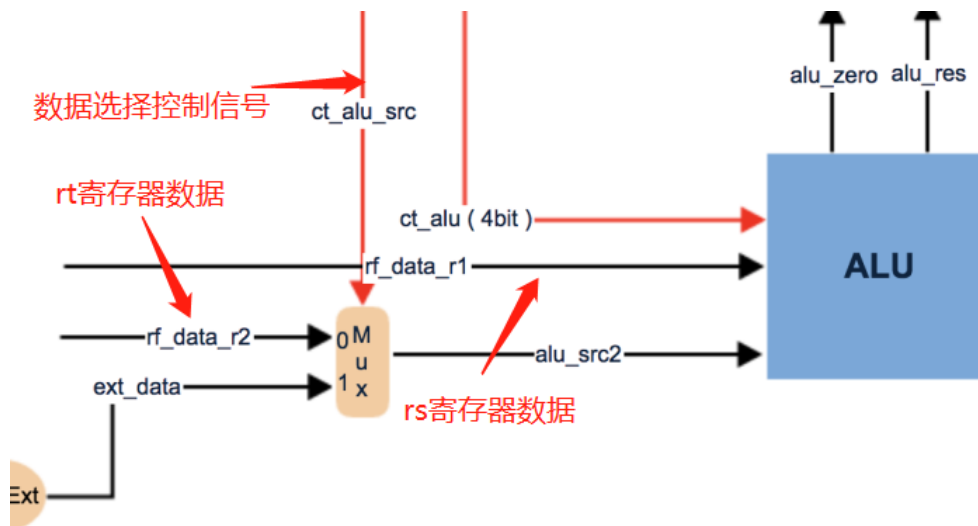 数据选择控制信号
ct_alu_src
alu_zero
alu_res
rt寄存器数据
ct_alu ( 4bit )
rf_data_r1
ALU
rf_data_r2
0
1
Mux
alu_src2
ext_data
rs寄存器数据
Ext